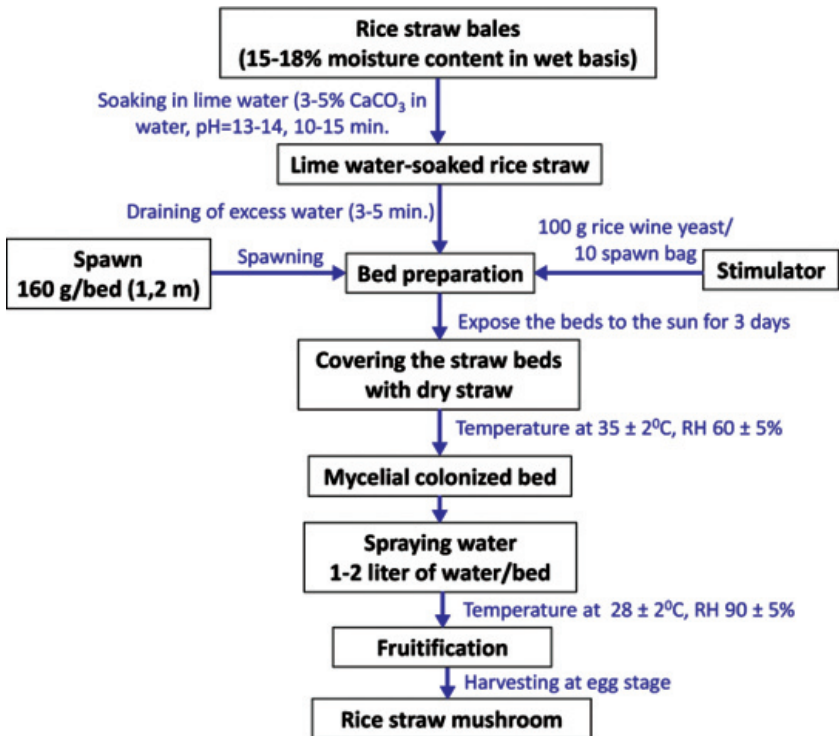 Rice straw bales
(15-18% moisture content in wet basis)
Soaking in lime water (3-5% CaCO₃ in
water, pH=13-14, 10-15 min.
Lime water-soaked rice straw
Draining of excess water (3-5 min.)
100 g rice wine yeast/
10 spawn bag
Spawn
160 g/bed (1,2 m)
Spawning
Bed preparation
Stimulator
Expose the beds to the sun for 3 days
Covering the straw beds
with dry straw
Temperature at 35 ± 2⁰C, RH 60 ± 5%
Mycelial colonized bed
Spraying water
1-2 liter of water/bed
Temperature at 28 ± 2⁰C, RH 90 ± 5%
Fruitification
Harvesting at egg stage
Rice straw mushroom